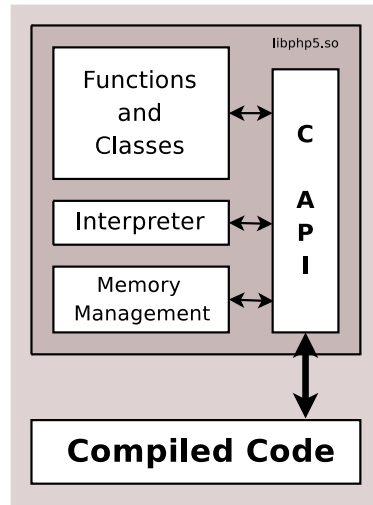 libphp5.so
Functions
and
Classes
C
A
P
I
Interpreter
Memory
Management
Compiled Code